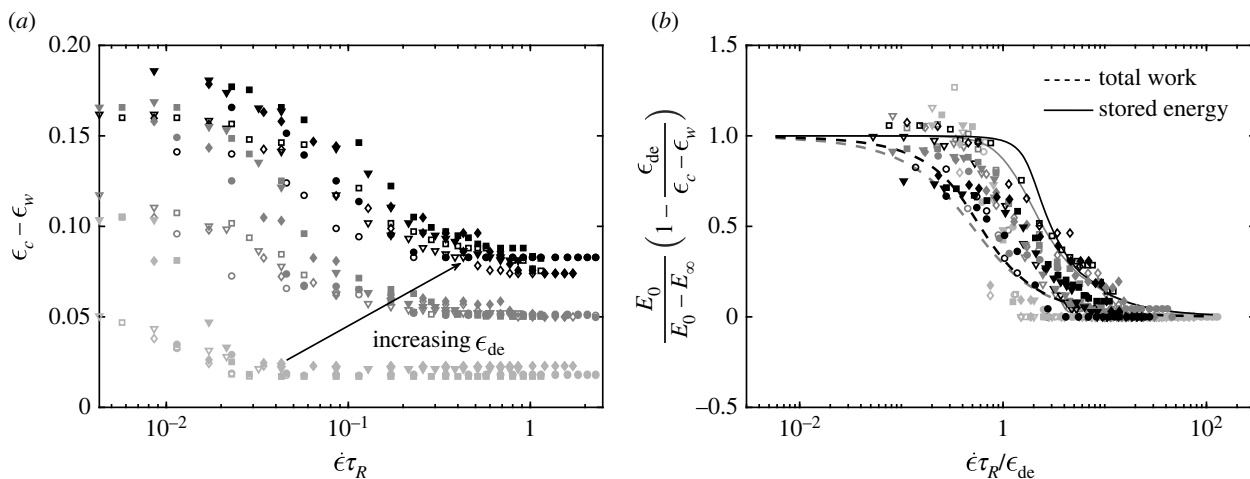 (a)
0.20
0.15
0.10
0.05
0
ϵc – ϵw
increasing ϵde
10−2
10−1
1
ϵ̇τR
(b)
1.5
1.0
0.5
0
–0.5
E0 / (E0 – E∞) (1 – ϵde / (ϵc – ϵw))
total work
stored energy
10−2
1
102
ϵ̇τR/ϵde